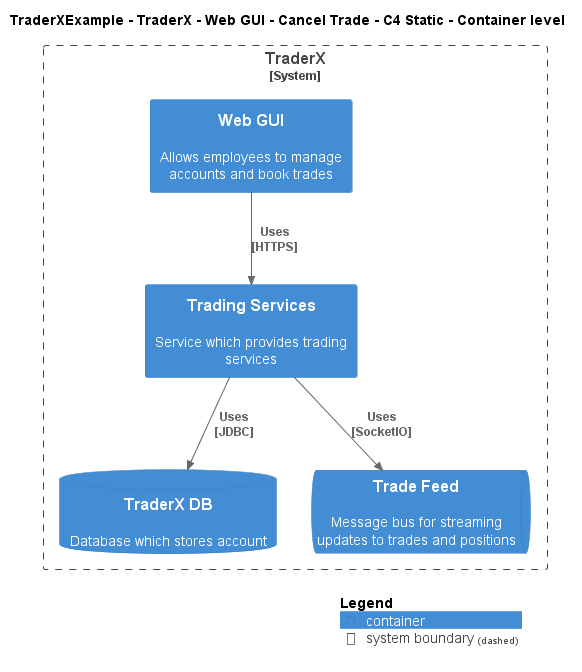 TraderXExample - TraderX - Web GUI - Cancel Trade - C4 Static - Container level
TraderX
[System]
Web GUI
Allows employees to manage
accounts and book trades
Uses
[HTTPS]
Trading Services
Service which provides trading
services
Uses
[JDBC]
Uses
[SocketIO]
TraderX DB
Database which stores account
Trade Feed
Message bus for streaming
updates to trades and positions
Legend
container
system boundary (dashed)